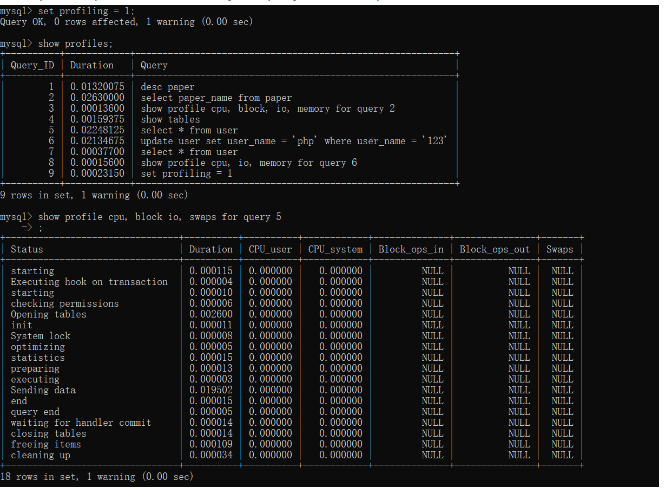 mysql> set profiling = 1;
Query OK, 0 rows affected, 1 warning (0.00 sec)
mysql> show profiles;
| Query_ID | Duration | Query |
| 1 | 0.01320075 | desc paper |
| 2 | 0.02630000 | select paper_name from paper |
| 3 | 0.00013600 | show profile cpu, block, io, memory for query 2 |
| 4 | 0.00159375 | show tables |
| 5 | 0.02248125 | select * from user |
| 6 | 0.02134675 | update user set user_name = 'php' where user_name = '123' |
| 7 | 0.00037700 | select * from user |
| 8 | 0.00015600 | show profile cpu, io, memory for query 6 |
| 9 | 0.00023150 | set profiling = 1 |
9 rows in set, 1 warning (0.00 sec)
mysql> show profile cpu, block io, swaps for query 5
-> ;
| Status | Duration | CPU_user | CPU_system | Block_ops_in | Block_ops_out | Swaps |
| starting | 0.000115 | 0.000000 | 0.000000 | NULL | NULL | NULL |
| Executing hook on transaction | 0.000004 | 0.000000 | 0.000000 | NULL | NULL | NULL |
| starting | 0.000010 | 0.000000 | 0.000000 | NULL | NULL | NULL |
| checking permissions | 0.000006 | 0.000000 | 0.000000 | NULL | NULL | NULL |
| Opening tables | 0.002600 | 0.000000 | 0.000000 | NULL | NULL | NULL |
| init | 0.000011 | 0.000000 | 0.000000 | NULL | NULL | NULL |
| System lock | 0.000008 | 0.000000 | 0.000000 | NULL | NULL | NULL |
| optimizing | 0.000005 | 0.000000 | 0.000000 | NULL | NULL | NULL |
| statistics | 0.000015 | 0.000000 | 0.000000 | NULL | NULL | NULL |
| preparing | 0.000013 | 0.000000 | 0.000000 | NULL | NULL | NULL |
| executing | 0.000003 | 0.000000 | 0.000000 | NULL | NULL | NULL |
| Sending data | 0.019502 | 0.000000 | 0.000000 | NULL | NULL | NULL |
| end | 0.000015 | 0.000000 | 0.000000 | NULL | NULL | NULL |
| query end | 0.000005 | 0.000000 | 0.000000 | NULL | NULL | NULL |
| waiting for handler commit | 0.000014 | 0.000000 | 0.000000 | NULL | NULL | NULL |
| closing tables | 0.000014 | 0.000000 | 0.000000 | NULL | NULL | NULL |
| freeing items | 0.000109 | 0.000000 | 0.000000 | NULL | NULL | NULL |
| cleaning up | 0.000034 | 0.000000 | 0.000000 | NULL | NULL | NULL |
18 rows in set, 1 warning (0.00 sec)